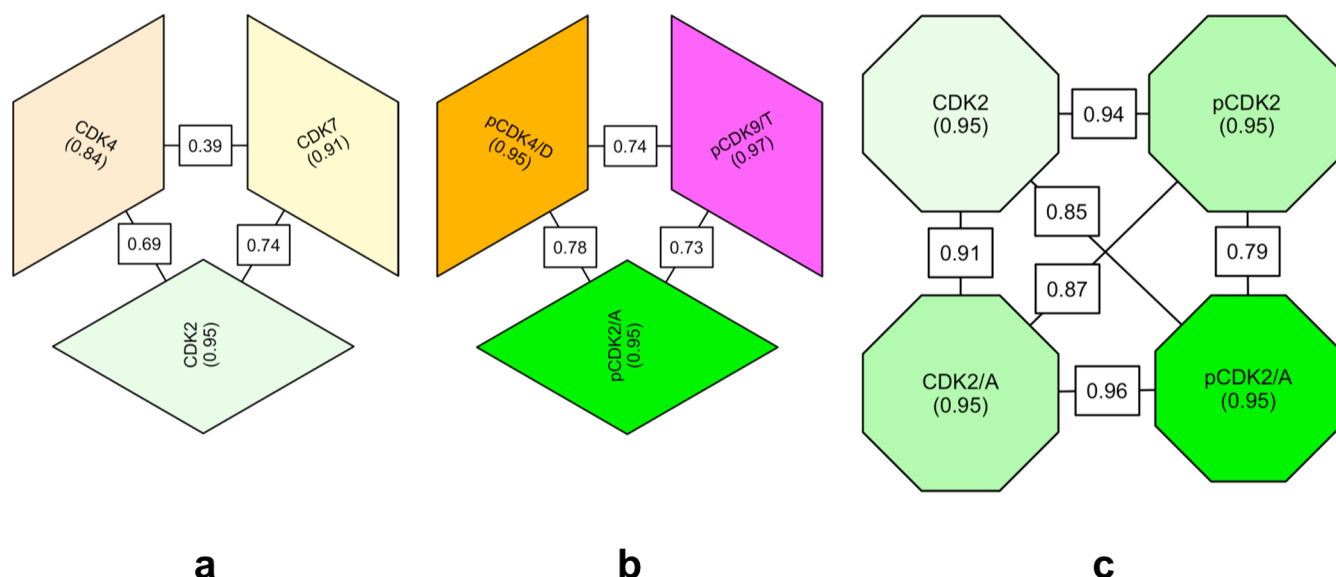 CDK4
(0.84)
0.39
CDK7
(0.91)
0.69
0.74
CDK2
(0.95)
a
pCDK4/D
(0.95)
0.74
pCDK9/T
(0.97)
0.78
0.73
pCDK2/A
(0.95)
b
CDK2
(0.95)
0.94
pCDK2
(0.95)
0.85
0.91
0.87
0.79
CDK2/A
(0.95)
0.96
pCDK2/A
(0.95)
c